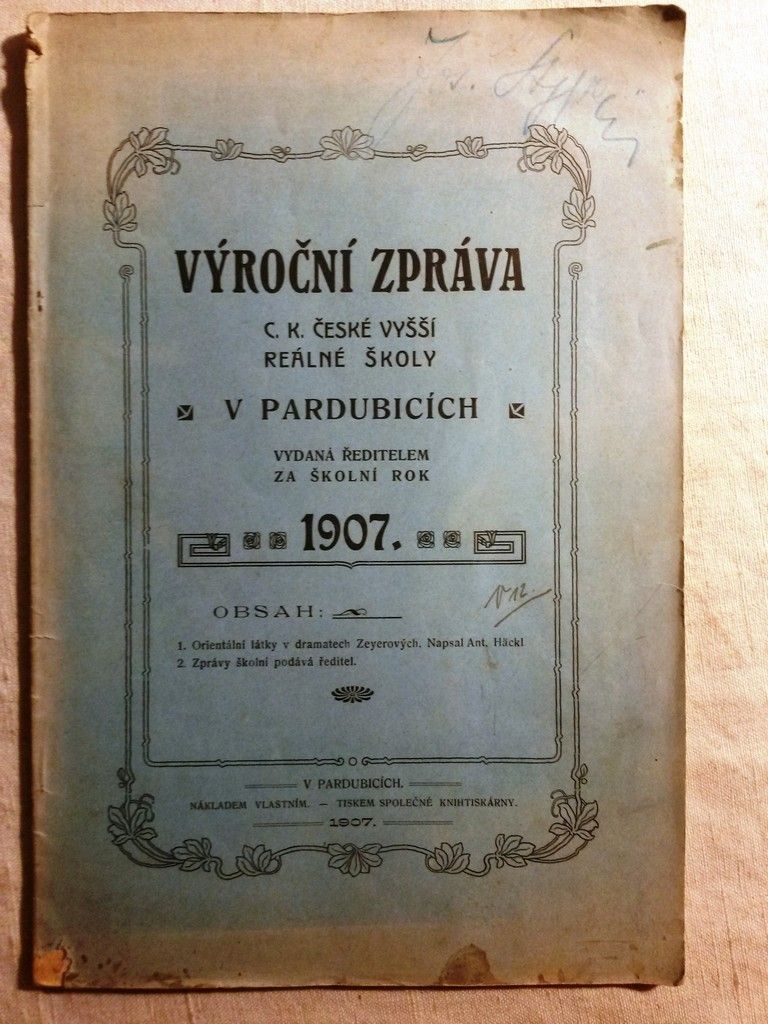 VÝROČNÍ ZPRÁVA
C. K. ČESKÉ VYŠŠÍ
REÁLNÉ ŠKOLY
V PARDUBICÍCH
VYDANÁ ŘEDITELEM
ZA ŠKOLNÍ ROK
1907.
OBSAH:
1. Orientální látky v dramatech Zeyerových. Napsal Ant. Häckl
2. Zprávy školní podává ředitel.
V PARDUBICÍCH.
NÁKLADEM VLASTNÍM. — TISKEM SPOLEČNÉ KNIHTISKÁRNY.
1907.